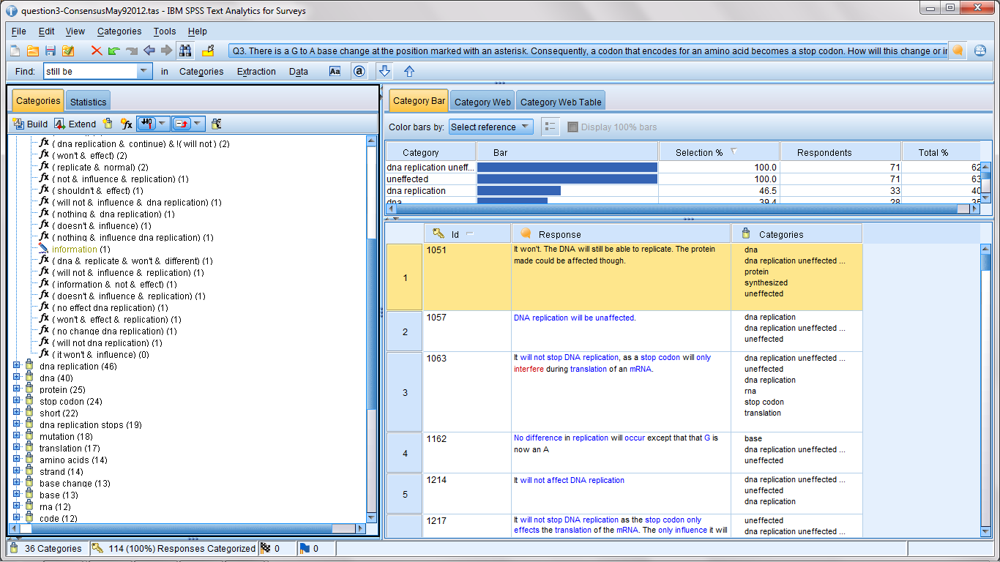 question3-ConsensusMay92012.tas - IBM SPSS Text Analytics for Surveys
File Edit View Categories Tools Help
Q3. There is a G to A base change at the position marked with an asterisk. Consequently, a codon that encodes for an amino acid becomes a stop codon. How will this change or in
Find: still be in Categories Extraction Data Aa a
Categories Statistics
Build Extend fx
( dna replication & continue) & !( will not ) (2)
( won't & effect) (2)
( replicate & normal) (2)
( not & influence & replication) (1)
( shouldn't & effect) (1)
( will not & influence & dna replication) (1)
( nothing & dna replication) (1)
( doesn't & influence) (1)
( nothing & influence dna replication) (1)
information (1)
( dna & replicate & won't & different) (1)
( will not & influence & replication) (1)
( information & not & effect) (1)
( doesn't & influence & replication) (1)
( no effect dna replication) (1)
( won't & effect & replication) (1)
( no change dna replication) (1)
( will not dna replication) (1)
( it won't & influence) (0)
dna replication (46)
dna (40)
protein (25)
stop codon (24)
short (22)
dna replication stops (19)
mutation (18)
translation (17)
amino acids (14)
strand (14)
base change (13)
base (13)
rna (12)
code (12)
Category Bar Category Web Category Web Table
Color bars by: Select reference Display 100% bars
Category Bar Selection % Respondents Total %
dna replication uneff... 100.0 71 62
uneffected 100.0 71 63
dna replication 46.5 33 40
dna 39.4 28 35
Id Response Categories
1 1051 It won't. The DNA will still be able to replicate. The protein
made could be affected though.
dna
dna replication uneffected ...
protein
synthesized
uneffected
2 1057 DNA replication will be unaffected.
dna replication
dna replication uneffected ...
uneffected
3 1063 It will not stop DNA replication, as a stop codon will only
interfere during translation of an mRNA.
dna replication uneffected ...
uneffected
dna replication
rna
stop codon
translation
4 1162 No difference in replication will occur except that that G is
now an A
base
dna replication uneffected ...
uneffected
5 1214 It will not affect DNA replication
dna replication uneffected ...
uneffected
dna replication
1217 It will not stop DNA replication as the stop codon only
effects the translation of the mRNA. The only influence it will
uneffected
dna replication uneffected ...
36 Categories 114 (100%) Responses Categorized 0 0